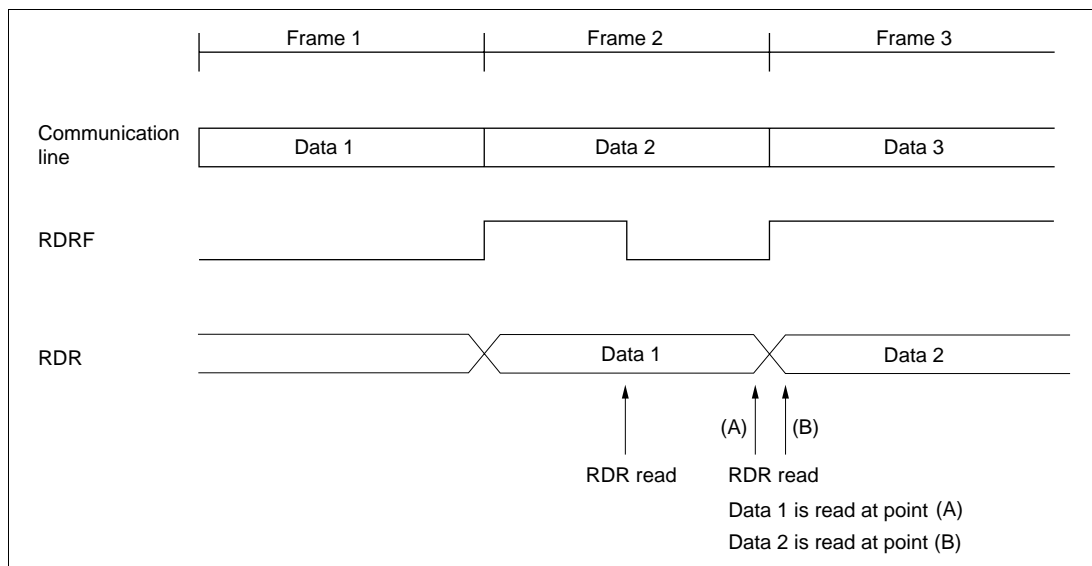 Frame 1 Frame 2 Frame 3
Communication
line
Data 1 Data 2 Data 3
RDRF
RDR
Data 1 Data 2
(A) (B)
RDR read RDR read
Data 1 is read at point (A)
Data 2 is read at point (B)